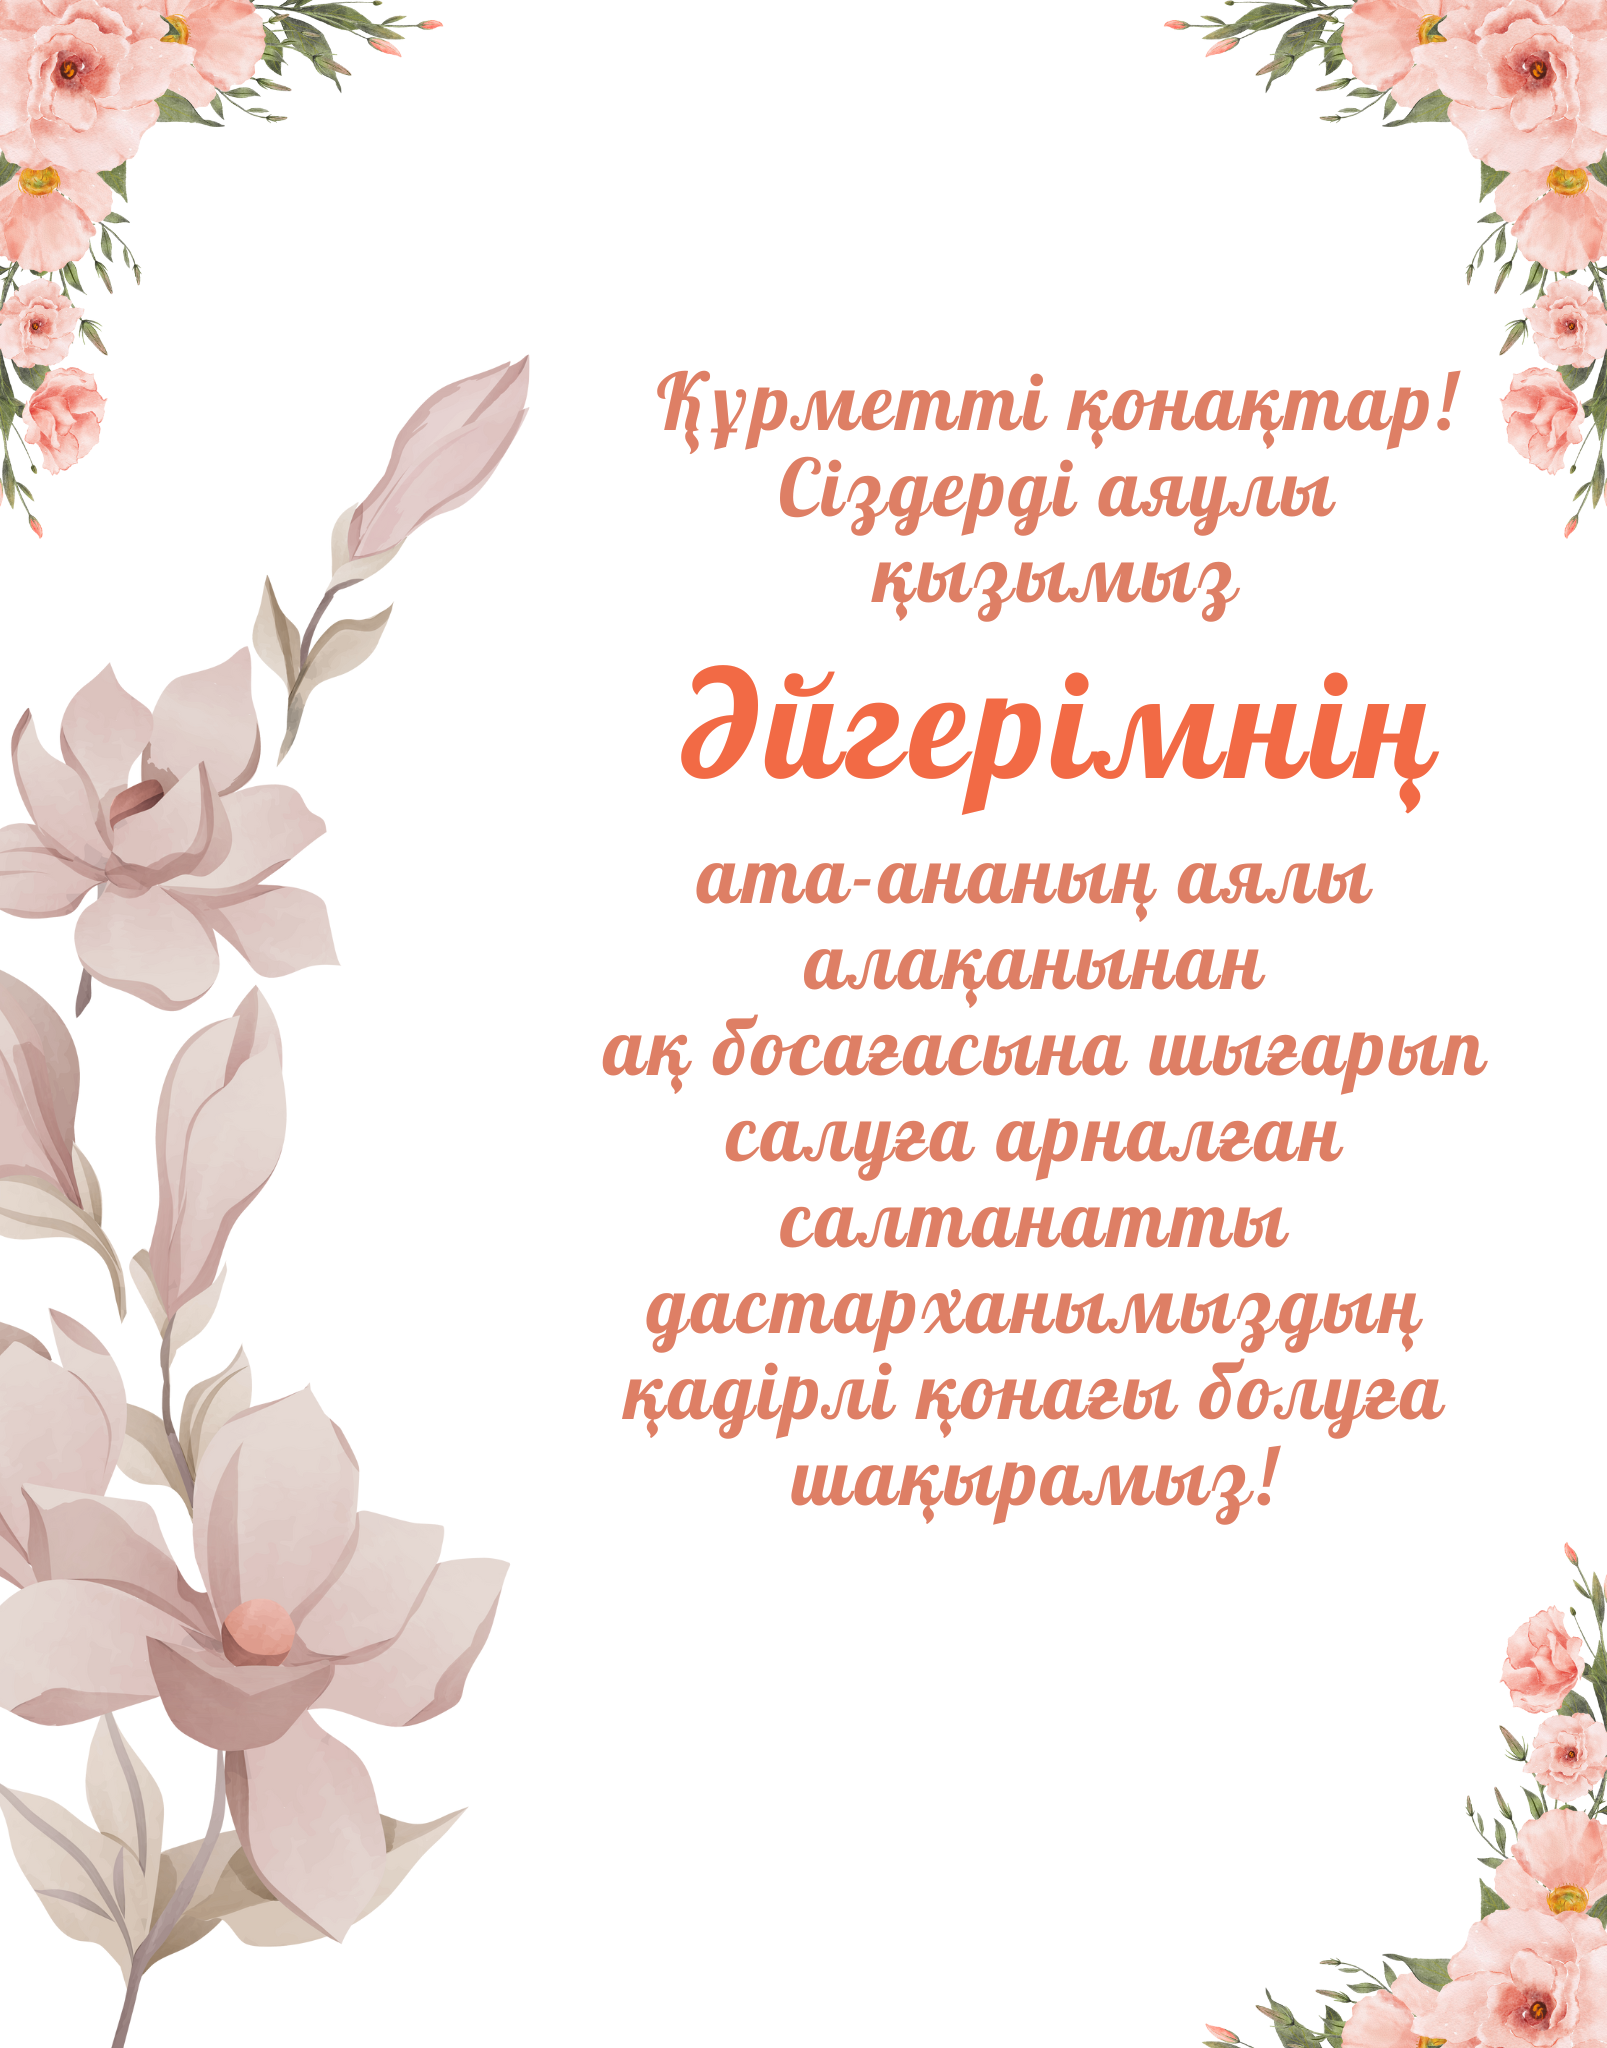 Құрметті қонақтар!
Сіздерді аяулы
қызымыз
Әйгерімнің
ата-ананың аялы
алақанынан
ақ босағасына шығарып
салуға арналған
салтанатты
дастарханымыздың
қадірлі қонағы болуға
шақырамыз!